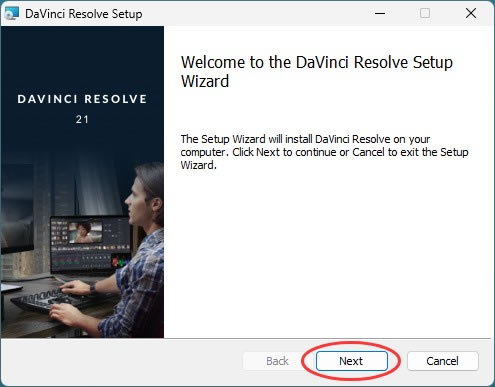 DaVinci Resolve Setup
DAVINCI RESOLVE
21
Welcome to the DaVinci Resolve Setup
Wizard
The Setup Wizard will install DaVinci Resolve on your
computer. Click Next to continue or Cancel to exit the Setup
Wizard.
Back
Next
Cancel